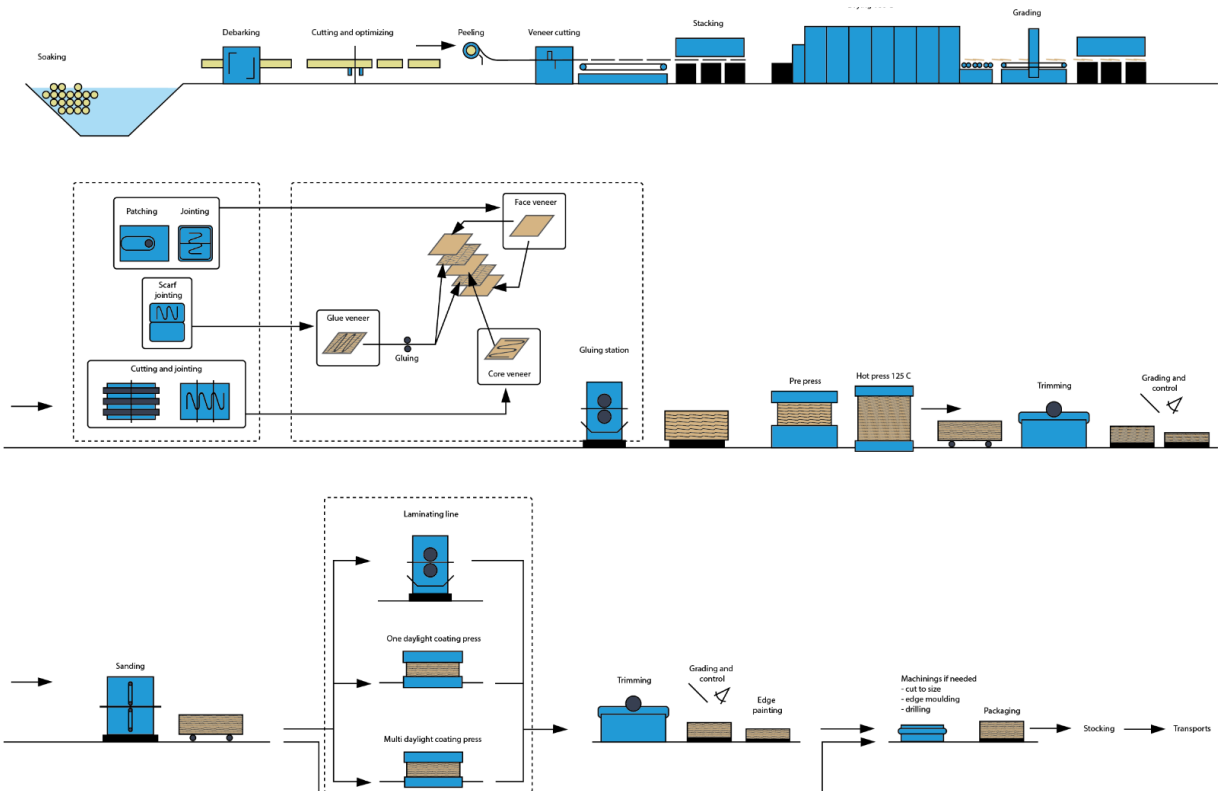 Soaking
Debarking
Cutting and optimizing
Peeling
Veneer cutting
Stacking
Grading
Patching
Jointing
Scarf
jointing
Cutting and jointing
Face veneer
Glue veneer
Gluing
Core veneer
Gluing station
Pre press
Hot press 125 C
Trimming
Grading and
control
Sanding
Laminating line
One daylight coating press
Multi daylight coating press
Trimming
Grading and
control
Edge
painting
Machinings if needed
- cut to size
- edge moulding
- drilling
Packaging
Stocking
Transports